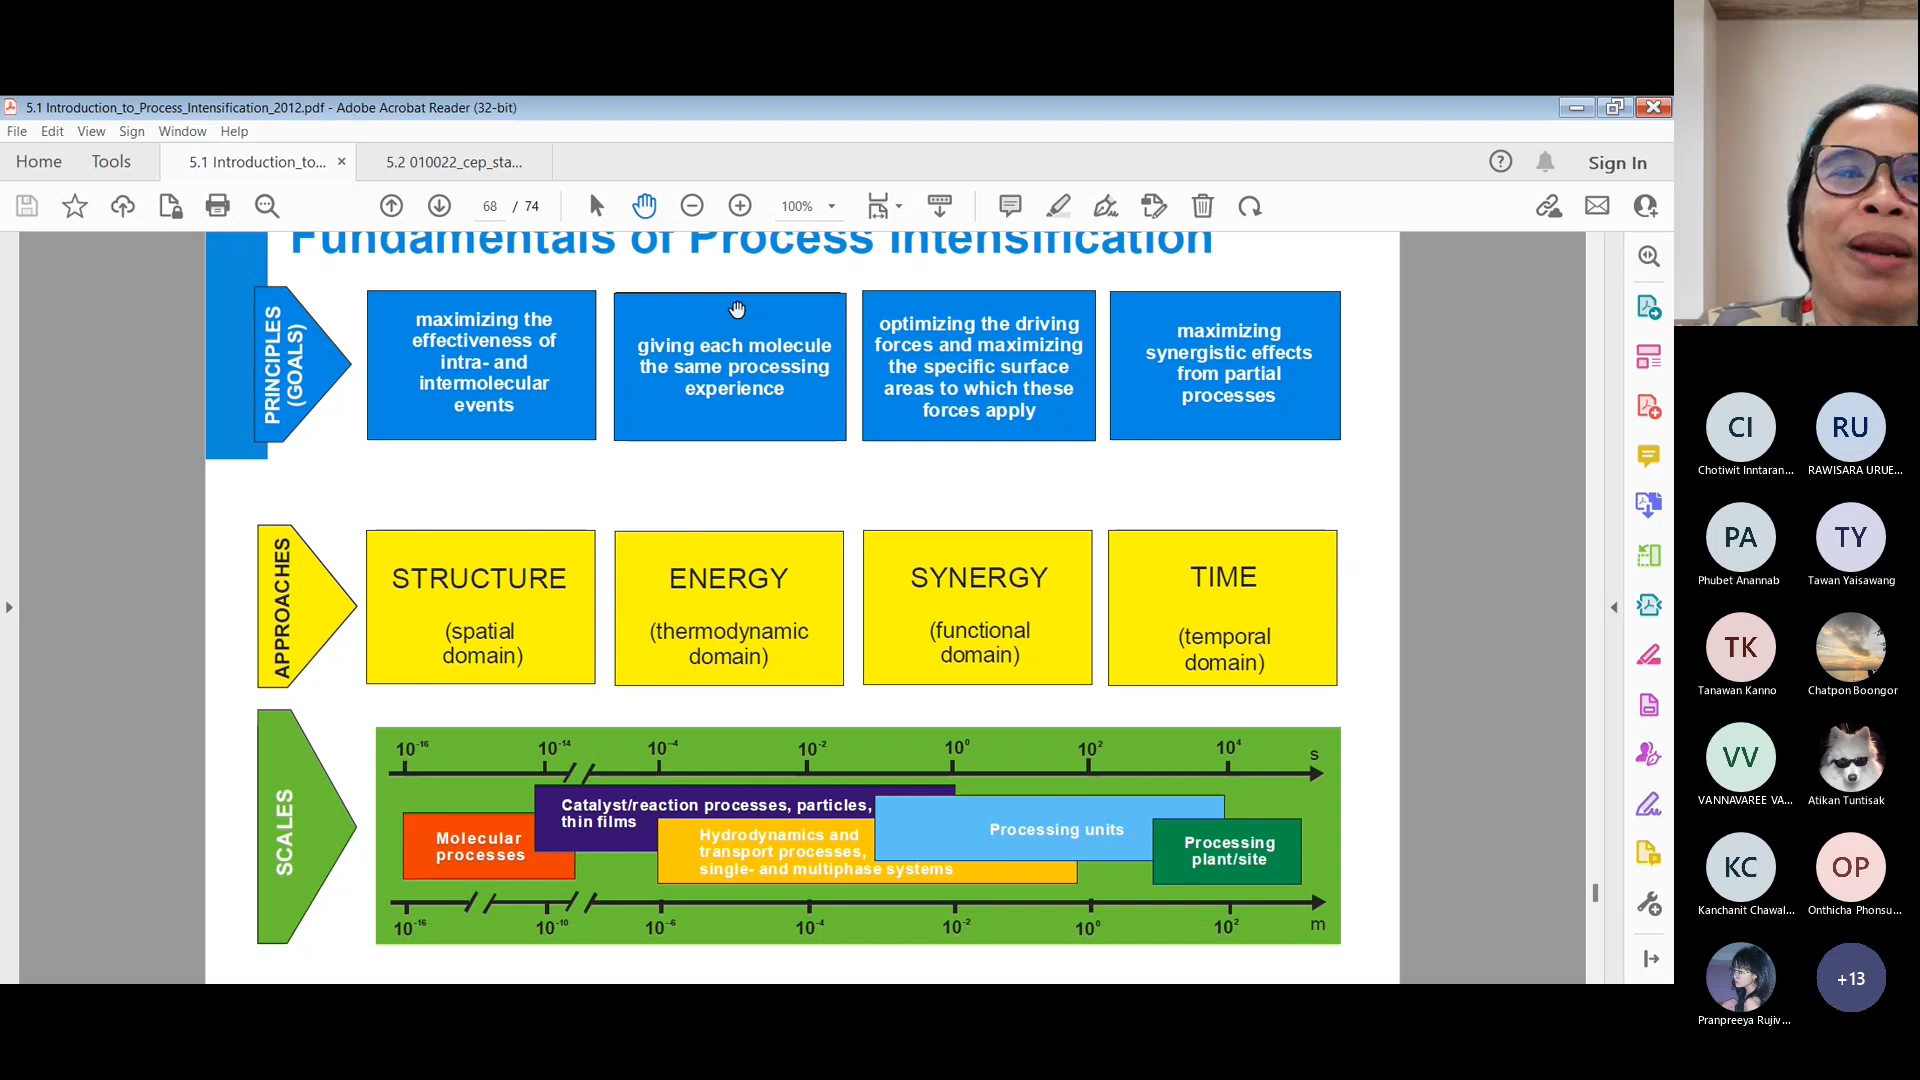 5.1 Introduction_to_Process_Intensification_2012.pdf - Adobe Acrobat Reader (32-bit)
File Edit View Sign Window Help
Home Tools 5.1 Introduction_to... × 5.2 010022_cep_sta... Sign In
68 / 74 100%
Fundamentals of Process Intensification
PRINCIPLES
(GOALS)
maximizing the
effectiveness of
intra- and
intermolecular
events
giving each molecule
the same processing
experience
optimizing the driving
forces and maximizing
the specific surface
areas to which these
forces apply
maximizing
synergistic effects
from partial
processes
APPROACHES
STRUCTURE
(spatial
domain)
ENERGY
(thermodynamic
domain)
SYNERGY
(functional
domain)
TIME
(temporal
domain)
SCALES
10⁻¹⁶ 10⁻¹⁴ 10⁻⁴ 10⁻² 10⁰ 10² 10⁴ s
Molecular
processes
Catalyst/reaction processes, particles,
thin films
Hydrodynamics and
transport processes,
single- and multiphase systems
Processing units
Processing
plant/site
10⁻¹⁶ 10⁻¹⁰ 10⁻⁶ 10⁻⁴ 10⁻² 10⁰ 10² m
CI RU
Chotiwit Inntaran... RAWISARA URUE...
PA TY
Phubet Anannab Tawan Yaisawang
TK
Tanawan Kanno Chatpon Boongor
VV
VANNAVAREE VA... Atikan Tuntisak
KC OP
Kanchanit Chawal... Onthicha Phonsu...
+13
Pranpreeya Rujiv...